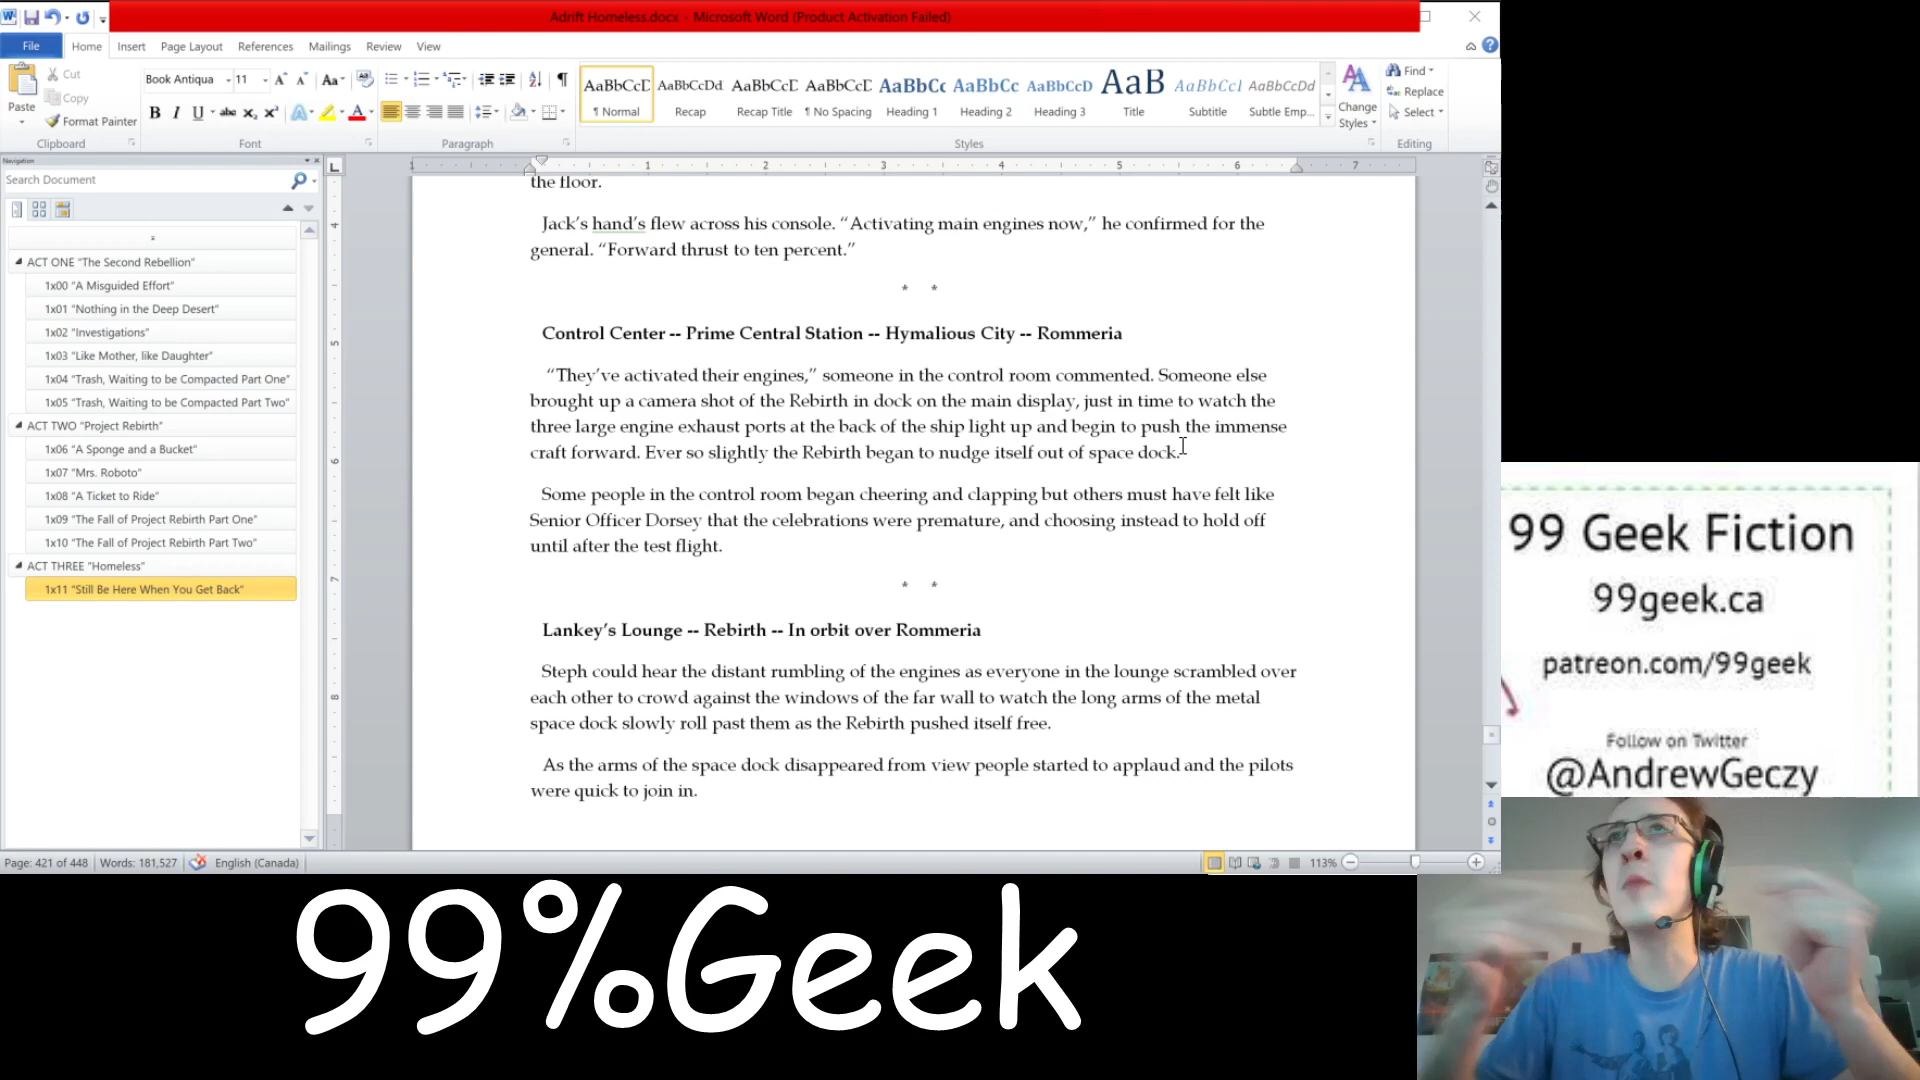 Adrift Homeless.docx - Microsoft Word (Product Activation Failed)
File Home Insert Page Layout References Mailings Review View
Paste
Cut
Copy
Format Painter
Clipboard
Book Antiqua 11
Font
Paragraph
AaBbCcD AaBbCcDd AaBbCcD AaBbCcD AaBbCc AaBbCc AaBbCcD AaB AaBbCcI AaBbCcDd
¶ Normal Recap Recap Title ¶ No Spacing Heading 1 Heading 2 Heading 3 Title Subtitle Subtle Emp...
Change Styles
Styles
Find
Replace
Select
Editing
Navigation
Search Document
ACT ONE “The Second Rebellion”
1x00 “A Misguided Effort”
1x01 “Nothing in the Deep Desert”
1x02 “Investigations”
1x03 “Like Mother, like Daughter”
1x04 “Trash, Waiting to be Compacted Part One”
1x05 “Trash, Waiting to be Compacted Part Two”
ACT TWO “Project Rebirth”
1x06 “A Sponge and a Bucket”
1x07 “Mrs. Roboto”
1x08 “A Ticket to Ride”
1x09 “The Fall of Project Rebirth Part One”
1x10 “The Fall of Project Rebirth Part Two”
ACT THREE “Homeless”
1x11 “Still Be Here When You Get Back”
1 1 2 3 4 5 6 7
4
5
6
7
8
the floor.
Jack’s hand’s flew across his console. “Activating main engines now,” he confirmed for the
general. “Forward thrust to ten percent.”
* *
Control Center -- Prime Central Station -- Hymalious City -- Rommeria
“They’ve activated their engines,” someone in the control room commented. Someone else
brought up a camera shot of the Rebirth in dock on the main display, just in time to watch the
three large engine exhaust ports at the back of the ship light up and begin to push the immense
craft forward. Ever so slightly the Rebirth began to nudge itself out of space dock.
Some people in the control room began cheering and clapping but others must have felt like
Senior Officer Dorsey that the celebrations were premature, and choosing instead to hold off
until after the test flight.
* *
Lankey’s Lounge -- Rebirth -- In orbit over Rommeria
Steph could hear the distant rumbling of the engines as everyone in the lounge scrambled over
each other to crowd against the windows of the far wall to watch the long arms of the metal
space dock slowly roll past them as the Rebirth pushed itself free.
As the arms of the space dock disappeared from view people started to applaud and the pilots
were quick to join in.
Page: 421 of 448 Words: 181,527 English (Canada) 113%
99 Geek Fiction
99geek.ca
patreon.com/99geek
Follow on Twitter
@AndrewGeczy
99%Geek